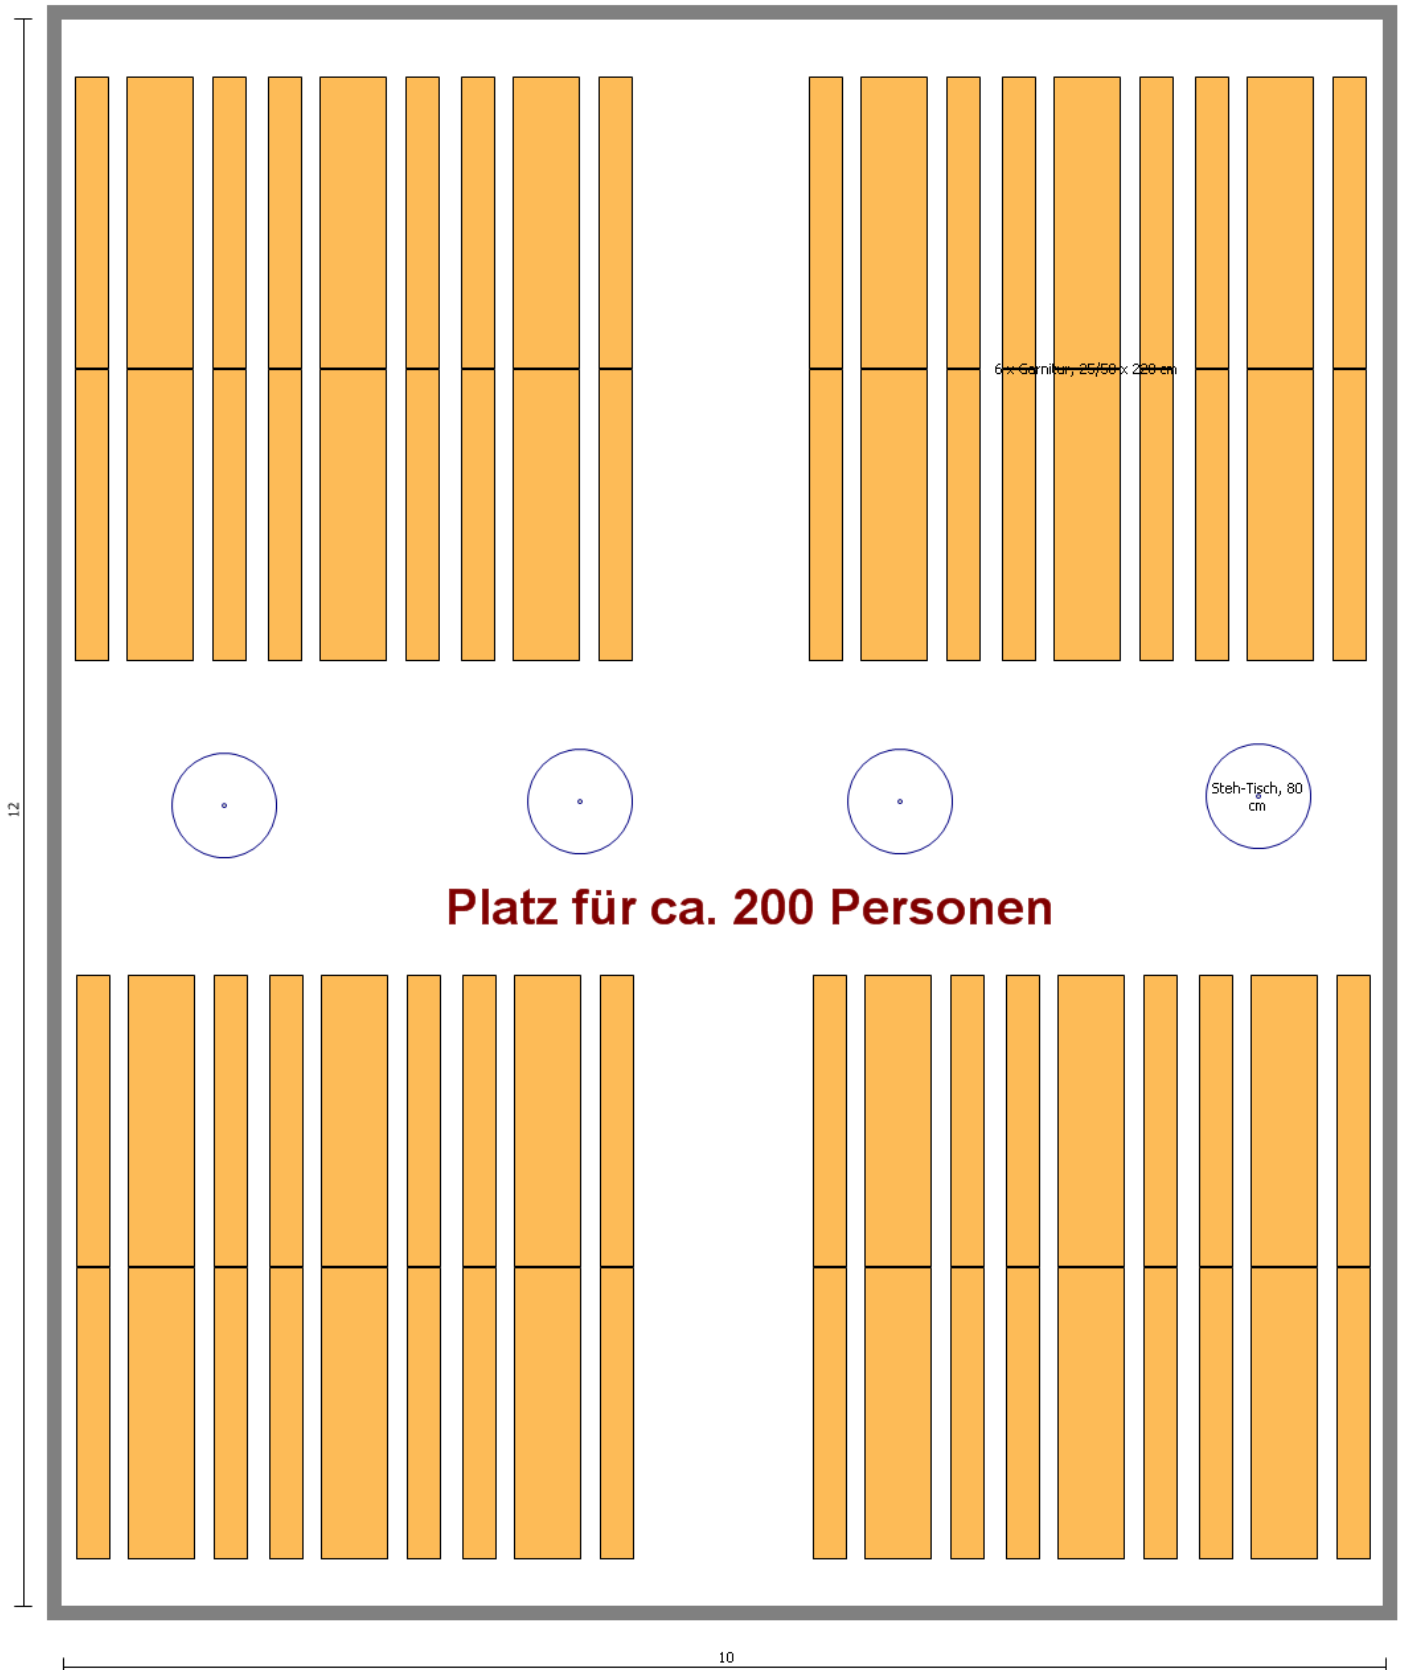 6 x Garnitur, 25/50 x 220 cm
Steh-Tisch, 80
cm
12
Platz für ca. 200 Personen
10